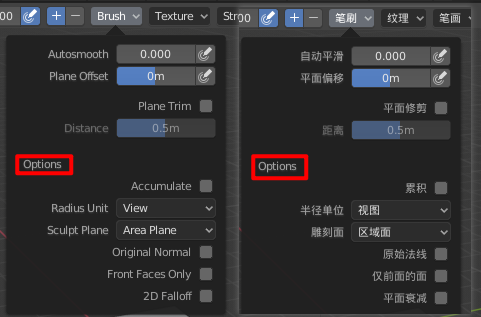 00 + − Brush Texture Str
Autosmooth 0.000
Plane Offset 0m
Plane Trim
Distance 0.5m
Options
Accumulate
Radius Unit View
Sculpt Plane Area Plane
Original Normal
Front Faces Only
2D Falloff
00 + − 笔刷 纹理 笔画
自动平滑 0.000
平面偏移 0m
平面修剪
距离 0.5m
Options
累积
半径单位 视图
雕刻面 区域面
原始法线
仅前面的面
平面衰减